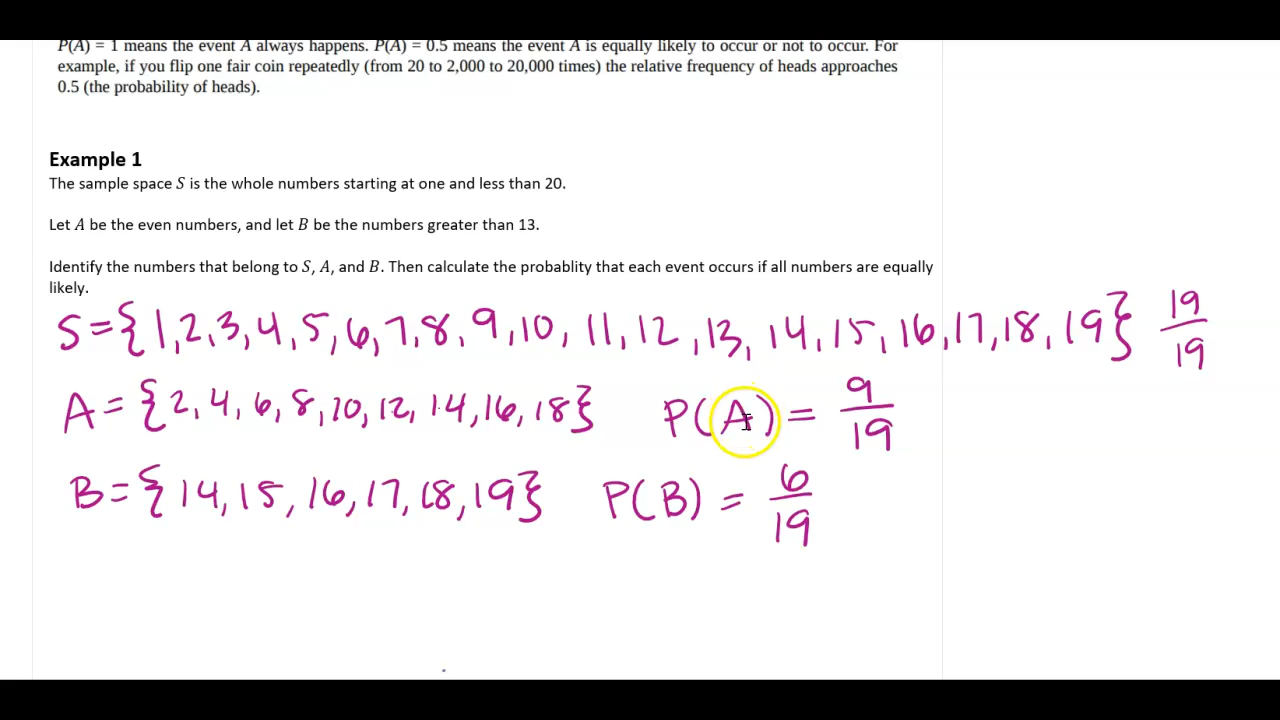 P(A) = 1 means the event A always happens. P(A) = 0.5 means the event A is equally likely to occur or not to occur. For
example, if you flip one fair coin repeatedly (from 20 to 2,000 to 20,000 times) the relative frequency of heads approaches
0.5 (the probability of heads).
Example 1
The sample space S is the whole numbers starting at one and less than 20.
Let A be the even numbers, and let B be the numbers greater than 13.
Identify the numbers that belong to S, A, and B. Then calculate the probablity that each event occurs if all numbers are equally
likely.
S={1,2,3,4,5,6,7,8,9,10,11,12,13,14,15,16,17,18,19} 19/19
A={2,4,6,8,10,12,14,16,18} P(A)=9/19
B={14,15,16,17,18,19} P(B)=6/19